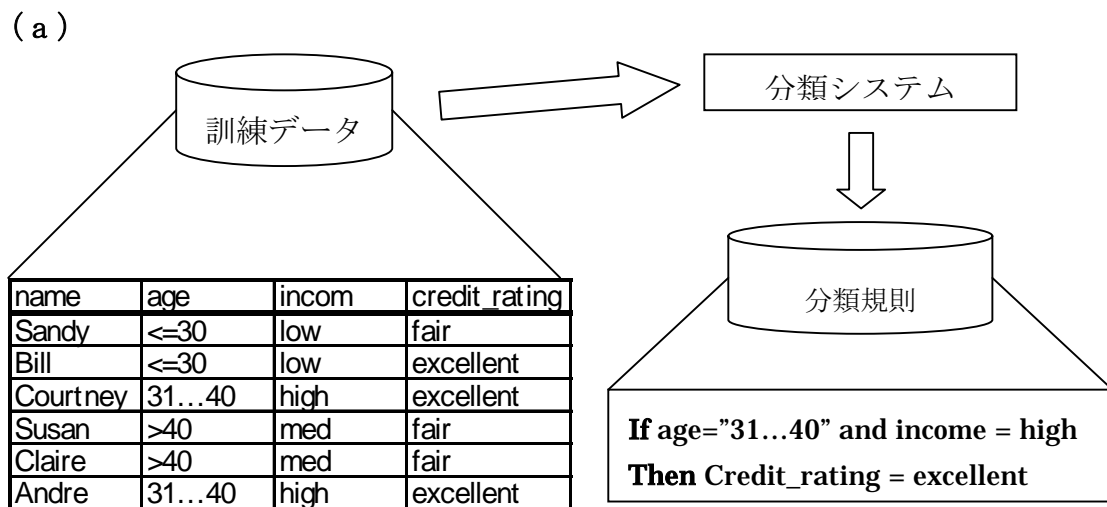 (a)
訓練データ
分類システム
分類規則
name age incom credit_rating
Sandy <=30 low fair
Bill <=30 low excellent
Courtney 31...40 high excellent
Susan >40 med fair
Claire >40 med fair
Andre 31...40 high excellent
If age="31...40" and income = high
Then Credit_rating = excellent